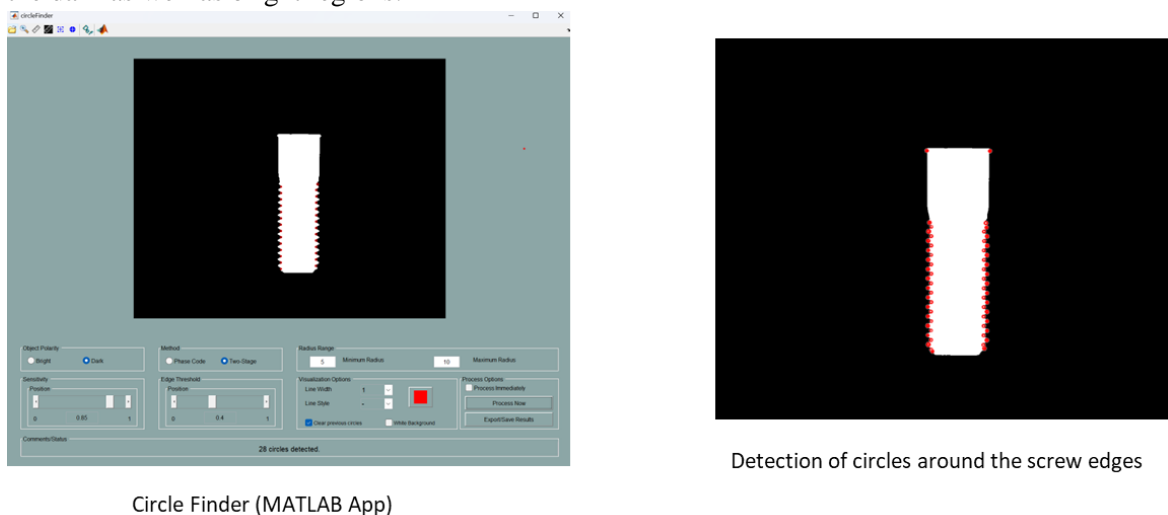 circleFinder
Object Polarity
Bright
Dark
Method
Phase Code
Two-Stage
Radius Range
5
Minimum Radius
10
Maximum Radius
Sensitivity
Position
0
0.85
1
Edge Threshold
Position
0
0.4
1
Visualization Options:
Line Width
1
Line Style
-
Clear previous circles
White Background
Process Options:
Process Immediately
Process Now
Export/Save Results
Comments/Status
28 circles detected.
Circle Finder (MATLAB App)
Detection of circles around the screw edges